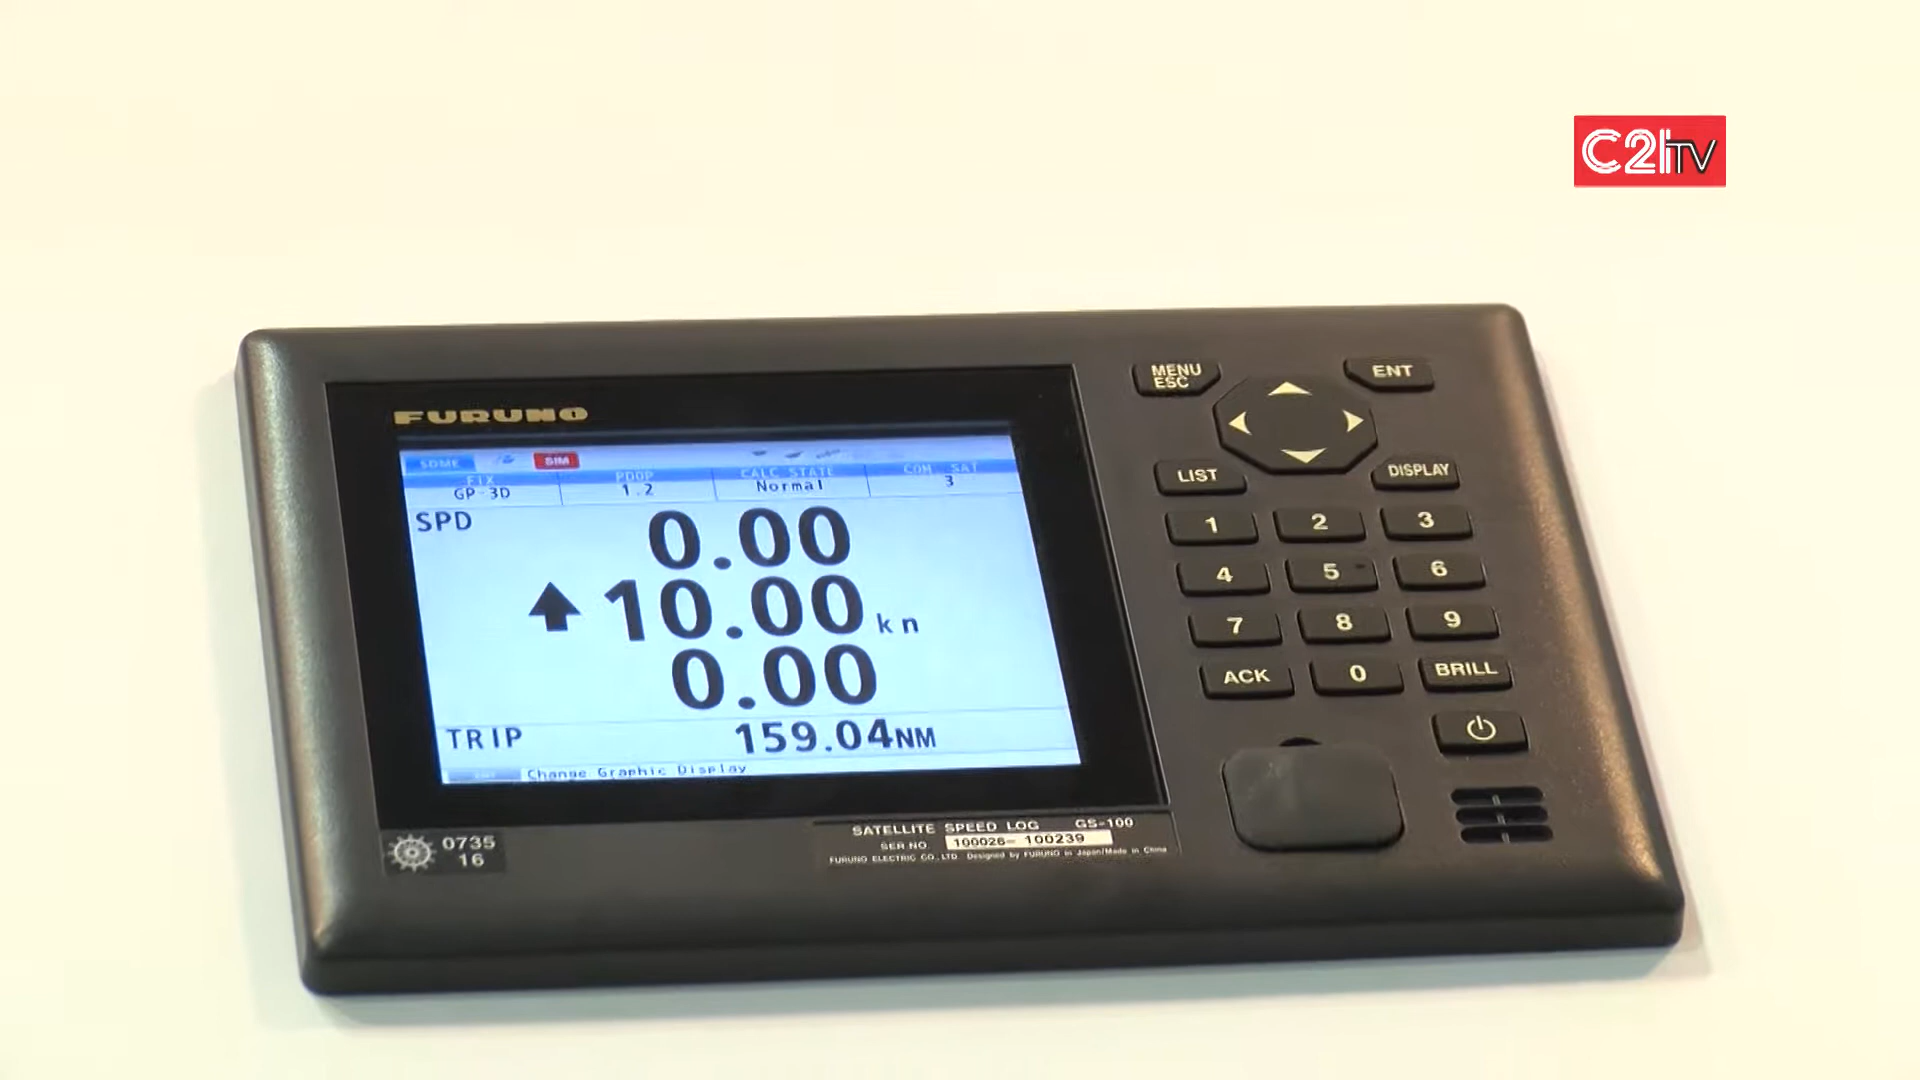 C21TV
FURUNO
SDME SIM
FIX PDOP CALC STATE COM. SAT
GP-3D 1.2 Normal 3
SPD 0.00
10.00 kn
0.00
TRIP 159.04NM
Change Graphic Display
MENU ESC ENT
LIST DISPLAY
1 2 3
4 5 6
7 8 9
ACK 0 BRILL
0735
16
SATELLITE SPEED LOG GS-100
SER.NO. 100026- 100239
FURUNO ELECTRIC CO., LTD. Designed by FURUNO in Japan/Made in China